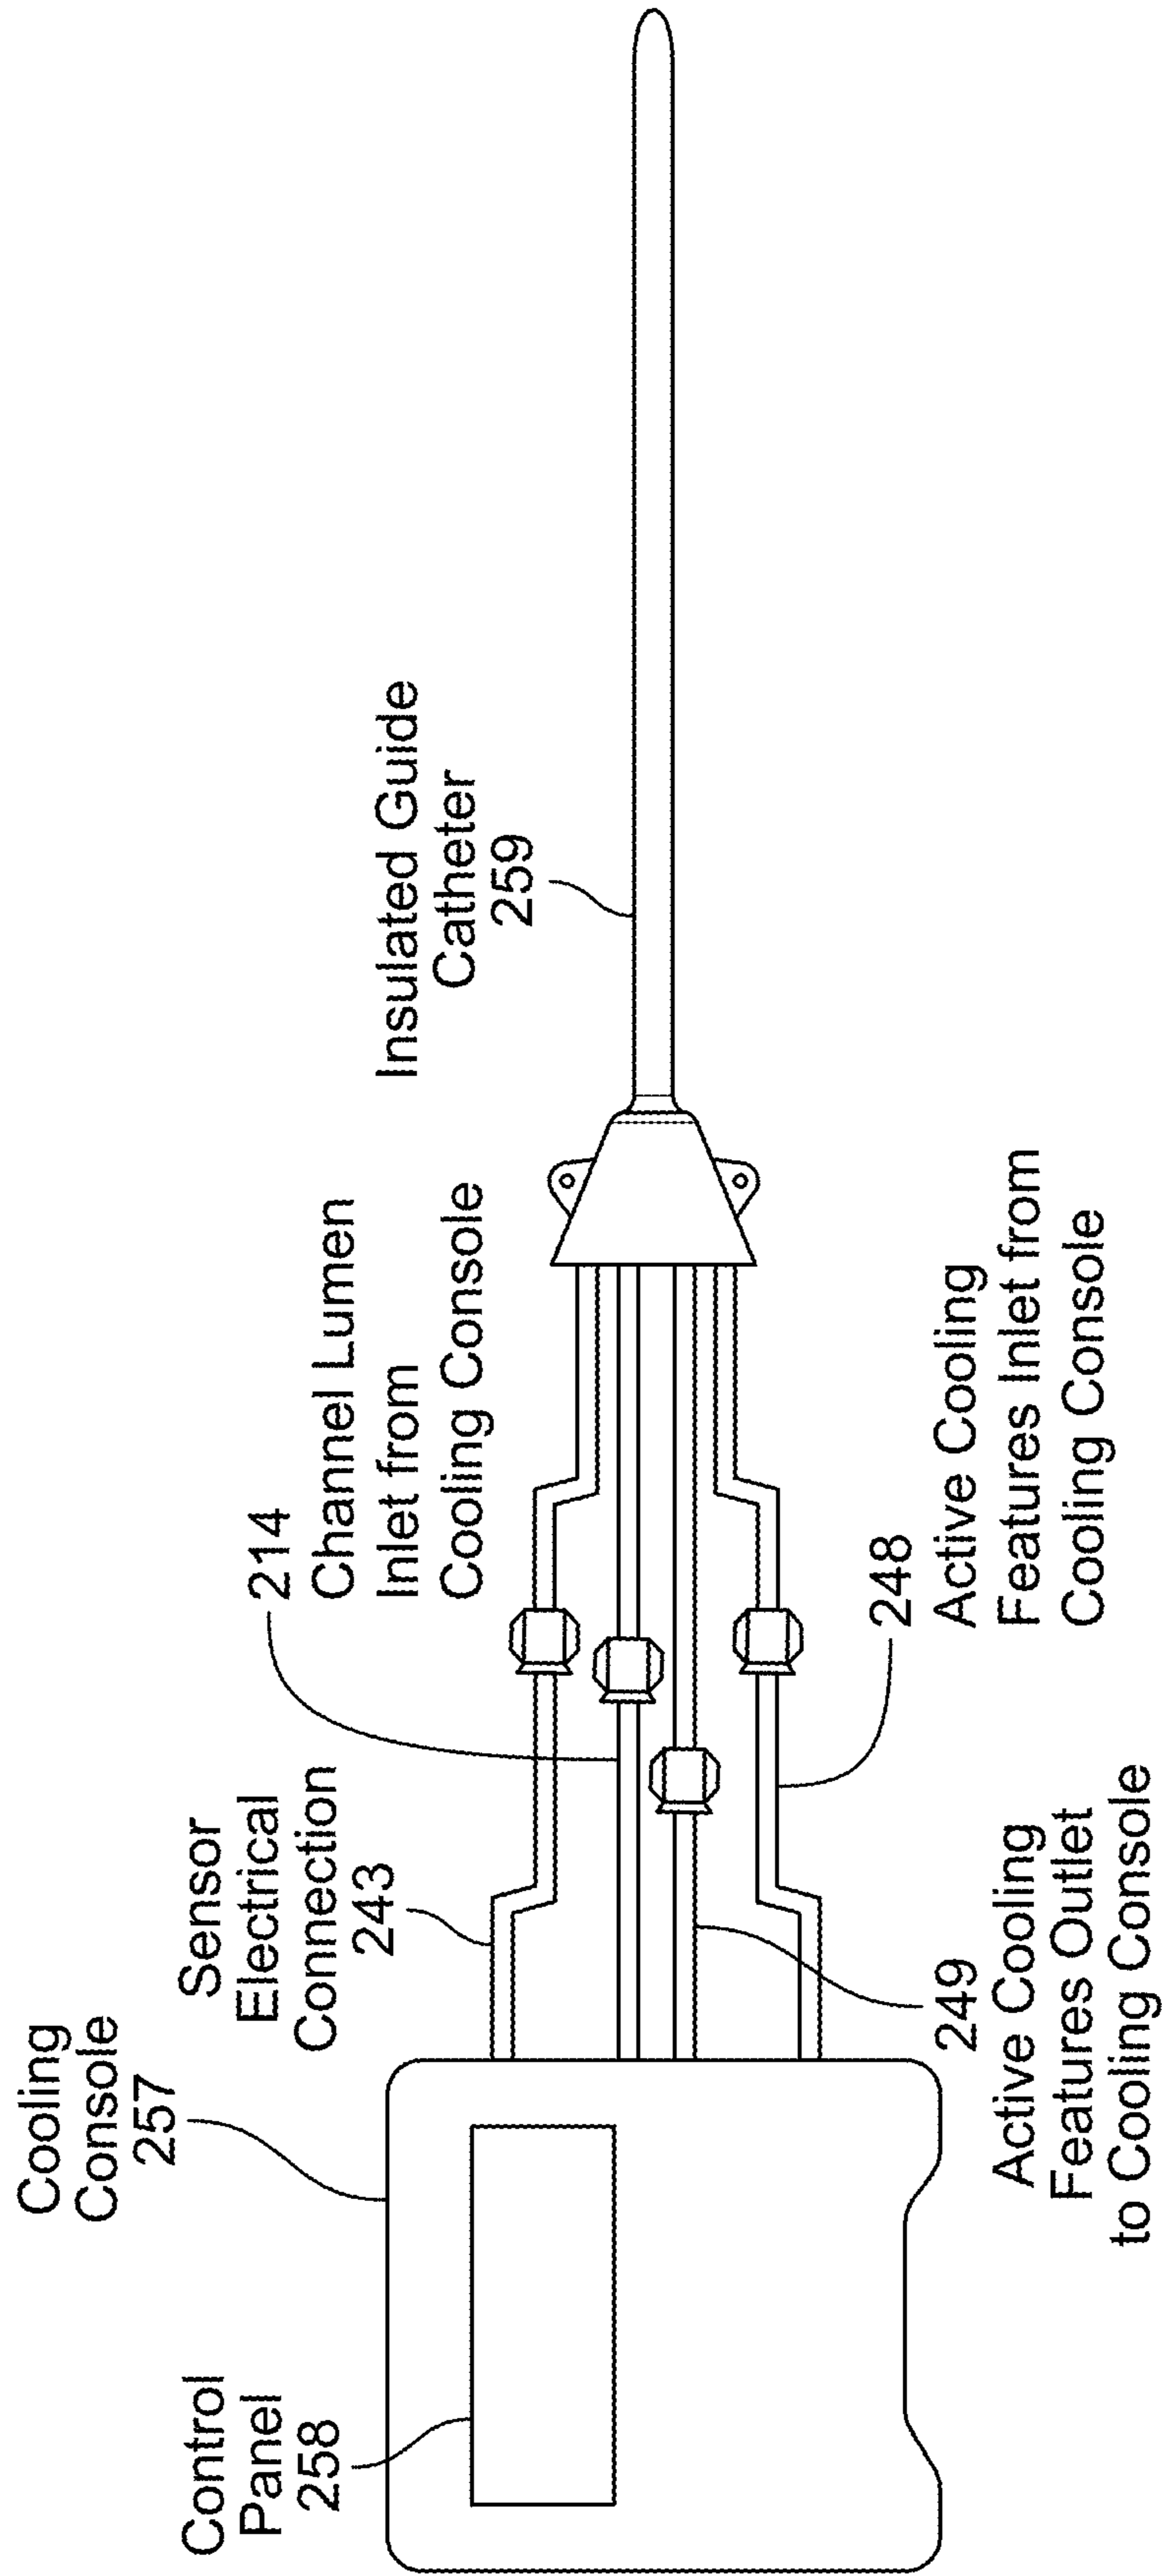 Control
Panel
258
Cooling
Console
257
Sensor
Electrical
Connection
243
214
Channel Lumen
Inlet from
Cooling Console
Insulated Guide
Catheter
259
249
Active Cooling
Features Outlet
to Cooling Console
248
Active Cooling
Features Inlet from
Cooling Console